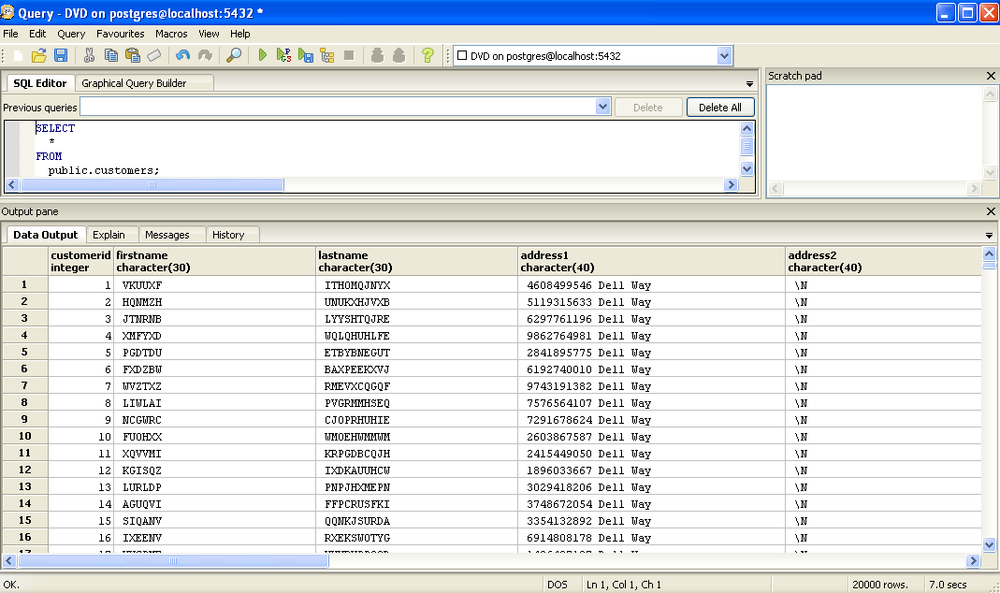 Query - DVD on postgres@localhost:5432 *
File Edit Query Favourites Macros View Help
DVD on postgres@localhost:5432
SQL Editor Graphical Query Builder
Scratch pad
Previous queries Delete Delete All
SELECT
*
FROM
public.customers;
Output pane
Data Output Explain Messages History
customerid firstname lastname address1 address2
integer character(30) character(30) character(40) character(40)
1 1 VKUUXF ITHOMQJNYX 4608499546 Dell Way \N
2 2 HQNMZH UNUKXHJVXB 5119315633 Dell Way \N
3 3 JTNRNB LYYSHTQJRE 6297761196 Dell Way \N
4 4 XMFYXD WQLQHUHLFE 9862764981 Dell Way \N
5 5 PGDTDU ETBYBNEGUT 2841895775 Dell Way \N
6 6 FXDZBW BAXPEEKXVJ 6192740010 Dell Way \N
7 7 WVZTXZ RMEVXCQGQF 9743191382 Dell Way \N
8 8 LIWLAI PVGRMMHSEQ 7576564107 Dell Way \N
9 9 NCGWRC CJOPRHUHIE 7291678624 Dell Way \N
10 10 FUOHXX WMOEHWMMWM 2603867587 Dell Way \N
11 11 XQVVMI KRPGDBCQJH 2415449050 Dell Way \N
12 12 KGISQZ IXDKAUUHCW 1896033667 Dell Way \N
13 13 LURLDP PNPJHXMEPN 3029418206 Dell Way \N
14 14 AGUQVI FFPCRUSFKI 3748672054 Dell Way \N
15 15 SIQANV QQNKJSURDA 3354132892 Dell Way \N
16 16 IXEENV RXEKSWOTYG 6914808178 Dell Way \N
OK. DOS Ln 1, Col 1, Ch 1 20000 rows. 7.0 secs